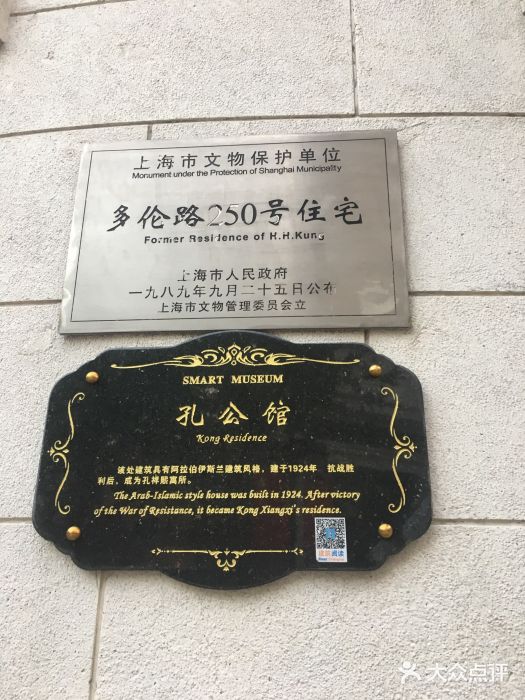 上海市文物保护单位
Monument under the Protection of Shanghai Municipality
多伦路250号住宅
Former Residence of H.H.Kung
上海市人民政府
一九八九年九月二十五日公布
上海市文物管理委员会立
SMART MUSEUM
孔公馆
Kong Residence
该处建筑具有阿拉伯伊斯兰建筑风格，建于1924年 抗战胜
利后，成为孔祥熙寓所。
The Arab-Islamic style house was built in 1924. After victory
of the War of Resistance, it became Kong Xiangxi's residence.
建筑阅读
大众点评